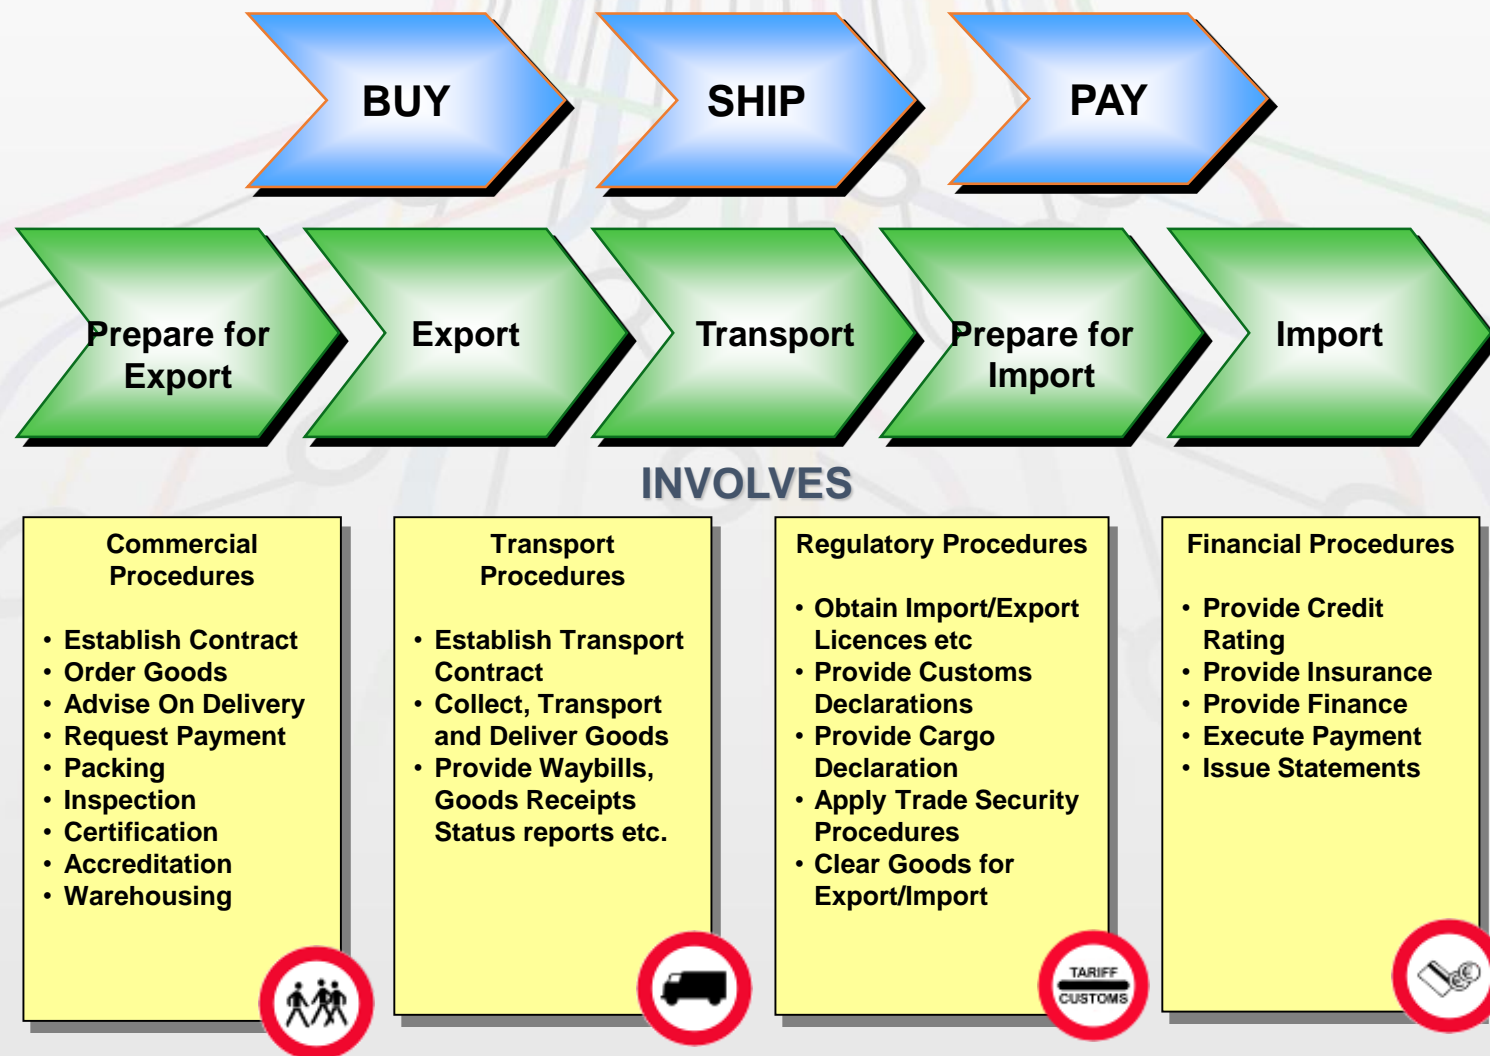 BUY
SHIP
PAY
Prepare for
Export
Export
Transport
Prepare for
Import
Import
INVOLVES
Commercial
Procedures
• Establish Contract
• Order Goods
• Advise On Delivery
• Request Payment
• Packing
• Inspection
• Certification
• Accreditation
• Warehousing
Transport
Procedures
• Establish Transport
Contract
• Collect, Transport
and Deliver Goods
• Provide Waybills,
Goods Receipts
Status reports etc.
Regulatory Procedures
• Obtain Import/Export
Licences etc
• Provide Customs
Declarations
• Provide Cargo
Declaration
• Apply Trade Security
Procedures
• Clear Goods for
Export/Import
TARIFF
CUSTOMS
Financial Procedures
• Provide Credit
Rating
• Provide Insurance
• Provide Finance
• Execute Payment
• Issue Statements